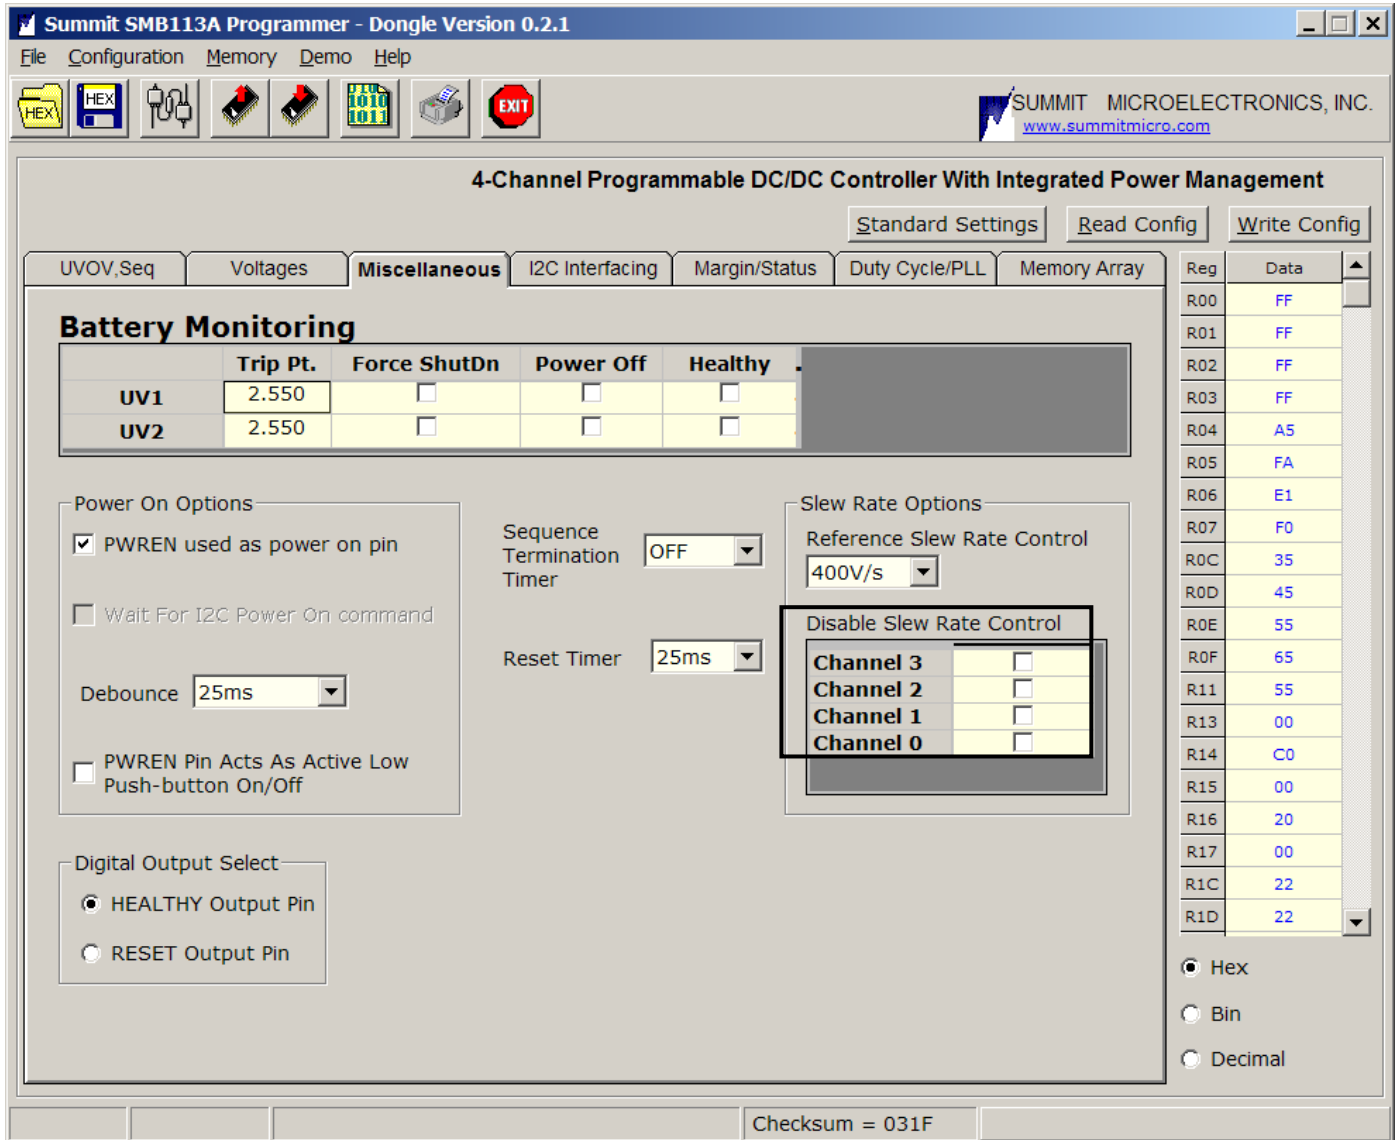 Summit SMB113A Programmer - Dongle Version 0.2.1
File Configuration Memory Demo Help
HEX HEX 010 1010 1011 EXIT
SUMMIT MICROELECTRONICS, INC.
www.summitmicro.com
4-Channel Programmable DC/DC Controller With Integrated Power Management
Standard Settings Read Config Write Config
UVOV,Seq Voltages Miscellaneous I2C Interfacing Margin/Status Duty Cycle/PLL Memory Array
Battery Monitoring
Trip Pt. Force ShutDn Power Off Healthy
UV1 2.550
UV2 2.550
Power On Options
PWREN used as power on pin
Wait For I2C Power On command
Debounce 25ms
PWREN Pin Acts As Active Low
Push-button On/Off
Sequence
Termination
Timer
OFF
Reset Timer 25ms
Slew Rate Options
Reference Slew Rate Control
400V/s
Disable Slew Rate Control
Channel 3
Channel 2
Channel 1
Channel 0
Digital Output Select
HEALTHY Output Pin
RESET Output Pin
Reg Data
R00 FF
R01 FF
R02 FF
R03 FF
R04 A5
R05 FA
R06 E1
R07 F0
R0C 35
R0D 45
R0E 55
R0F 65
R11 55
R13 00
R14 C0
R15 00
R16 20
R17 00
R1C 22
R1D 22
Hex
Bin
Decimal
Checksum = 031F